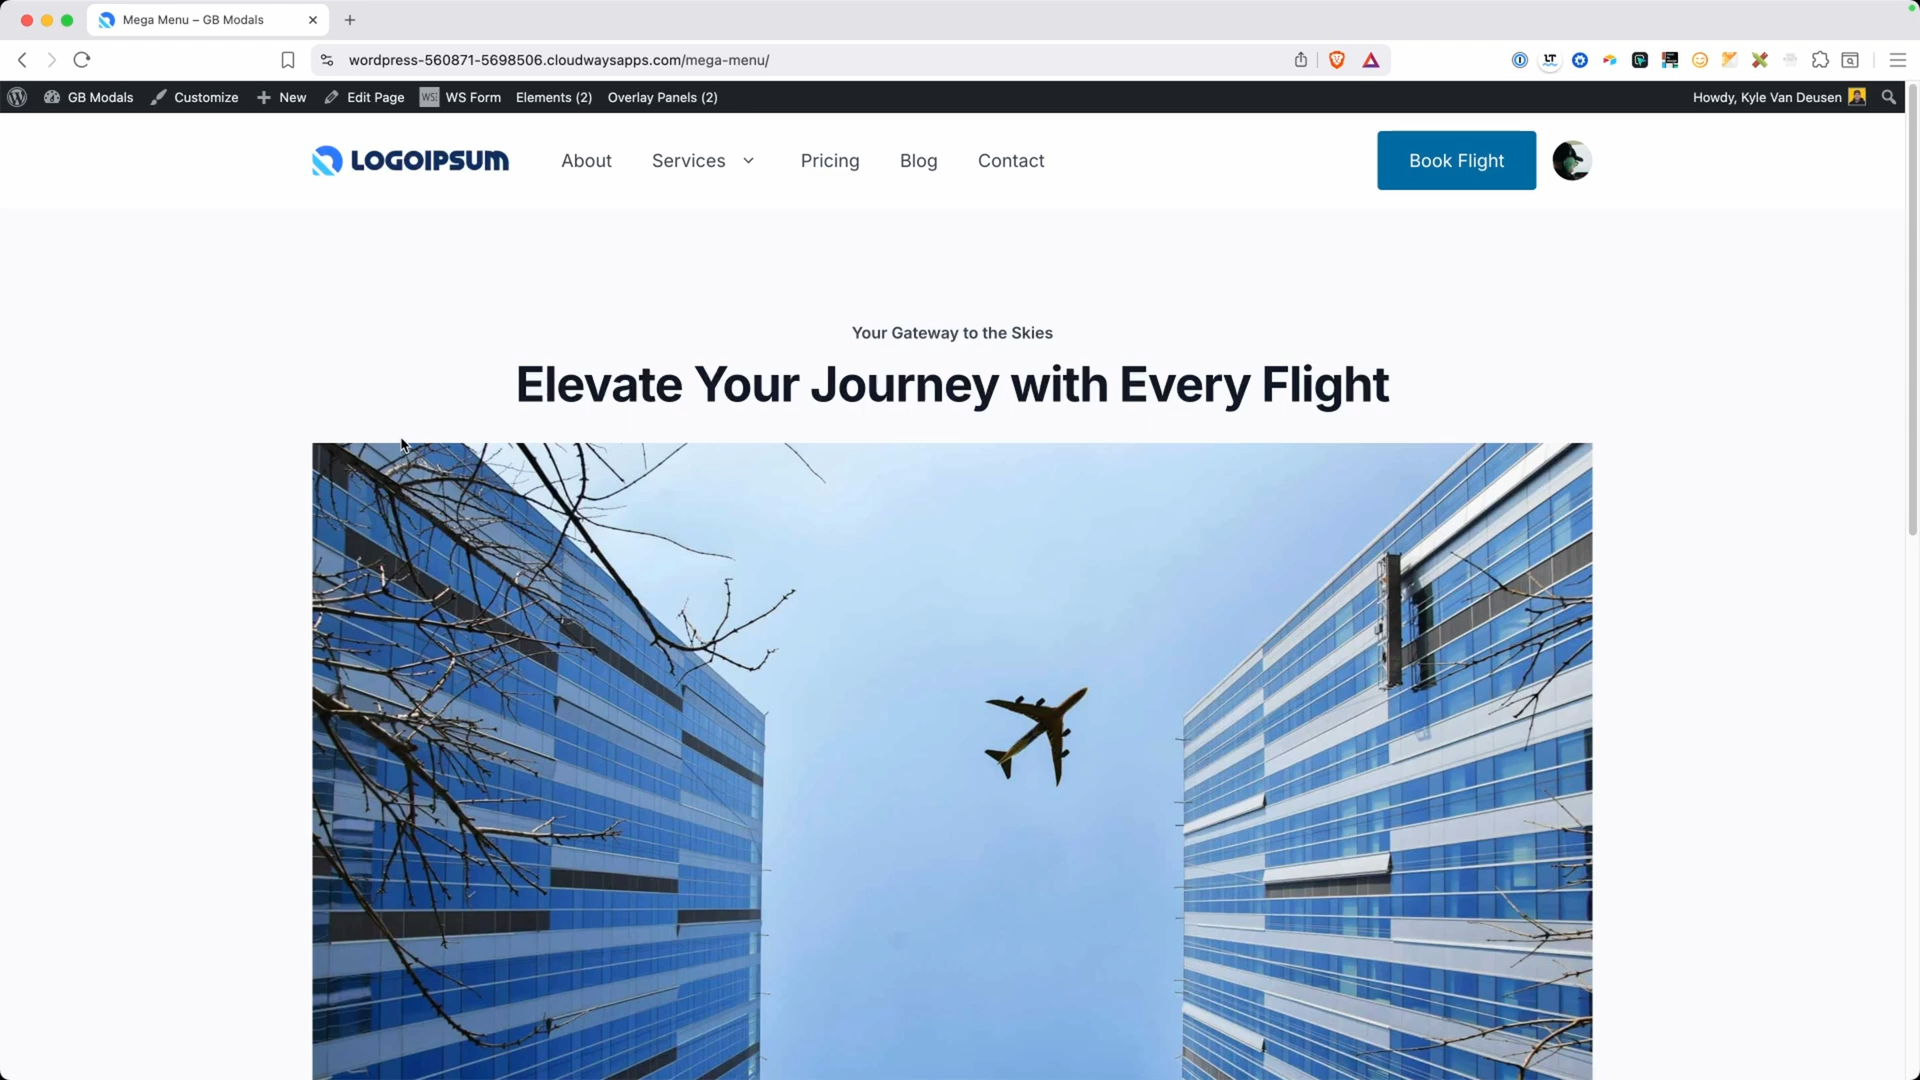 Mega Menu – GB Modals
wordpress-560871-5698506.cloudwaysapps.com/mega-menu/
GB Modals Customize New Edit Page WS Form Elements (2) Overlay Panels (2) Howdy, Kyle Van Deusen
LOGOIPSUM About Services Pricing Blog Contact Book Flight
Your Gateway to the Skies
Elevate Your Journey with Every Flight